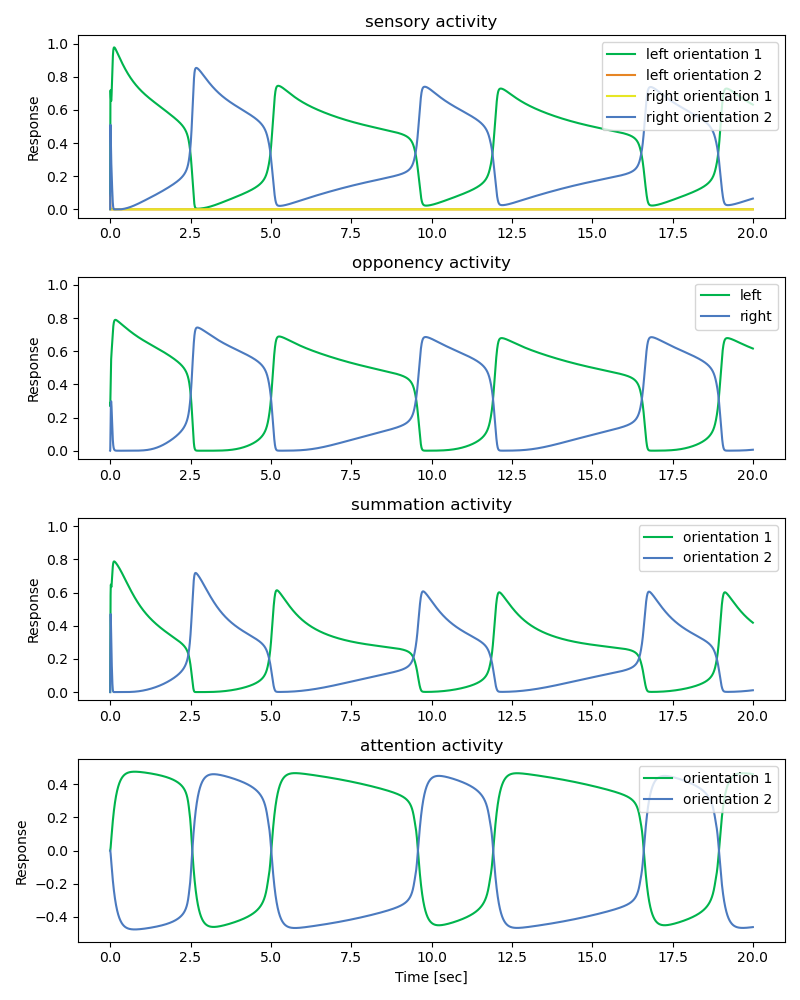 sensory activity
Response
1.0
0.8
0.6
0.4
0.2
0.0
left orientation 1
left orientation 2
right orientation 1
right orientation 2
0.0 2.5 5.0 7.5 10.0 12.5 15.0 17.5 20.0
opponency activity
Response
1.0
0.8
0.6
0.4
0.2
0.0
left
right
0.0 2.5 5.0 7.5 10.0 12.5 15.0 17.5 20.0
summation activity
Response
1.0
0.8
0.6
0.4
0.2
0.0
orientation 1
orientation 2
0.0 2.5 5.0 7.5 10.0 12.5 15.0 17.5 20.0
attention activity
Response
0.4
0.2
0.0
−0.2
−0.4
orientation 1
orientation 2
0.0 2.5 5.0 7.5 10.0 12.5 15.0 17.5 20.0
Time [sec]